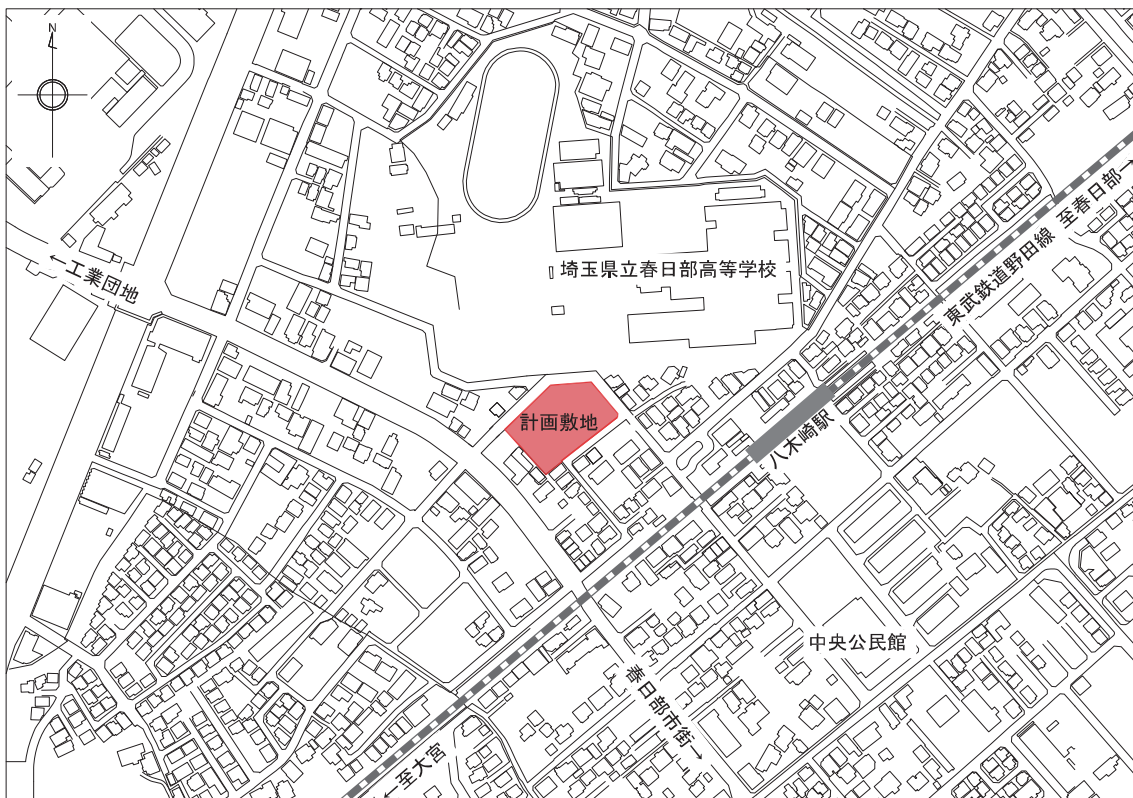 N
埼玉県立春日部高等学校
東武鉄道野田線 至春日部→
←工業団地
計画敷地
八木崎駅
中央公民館
春日部市街→
←至大宮